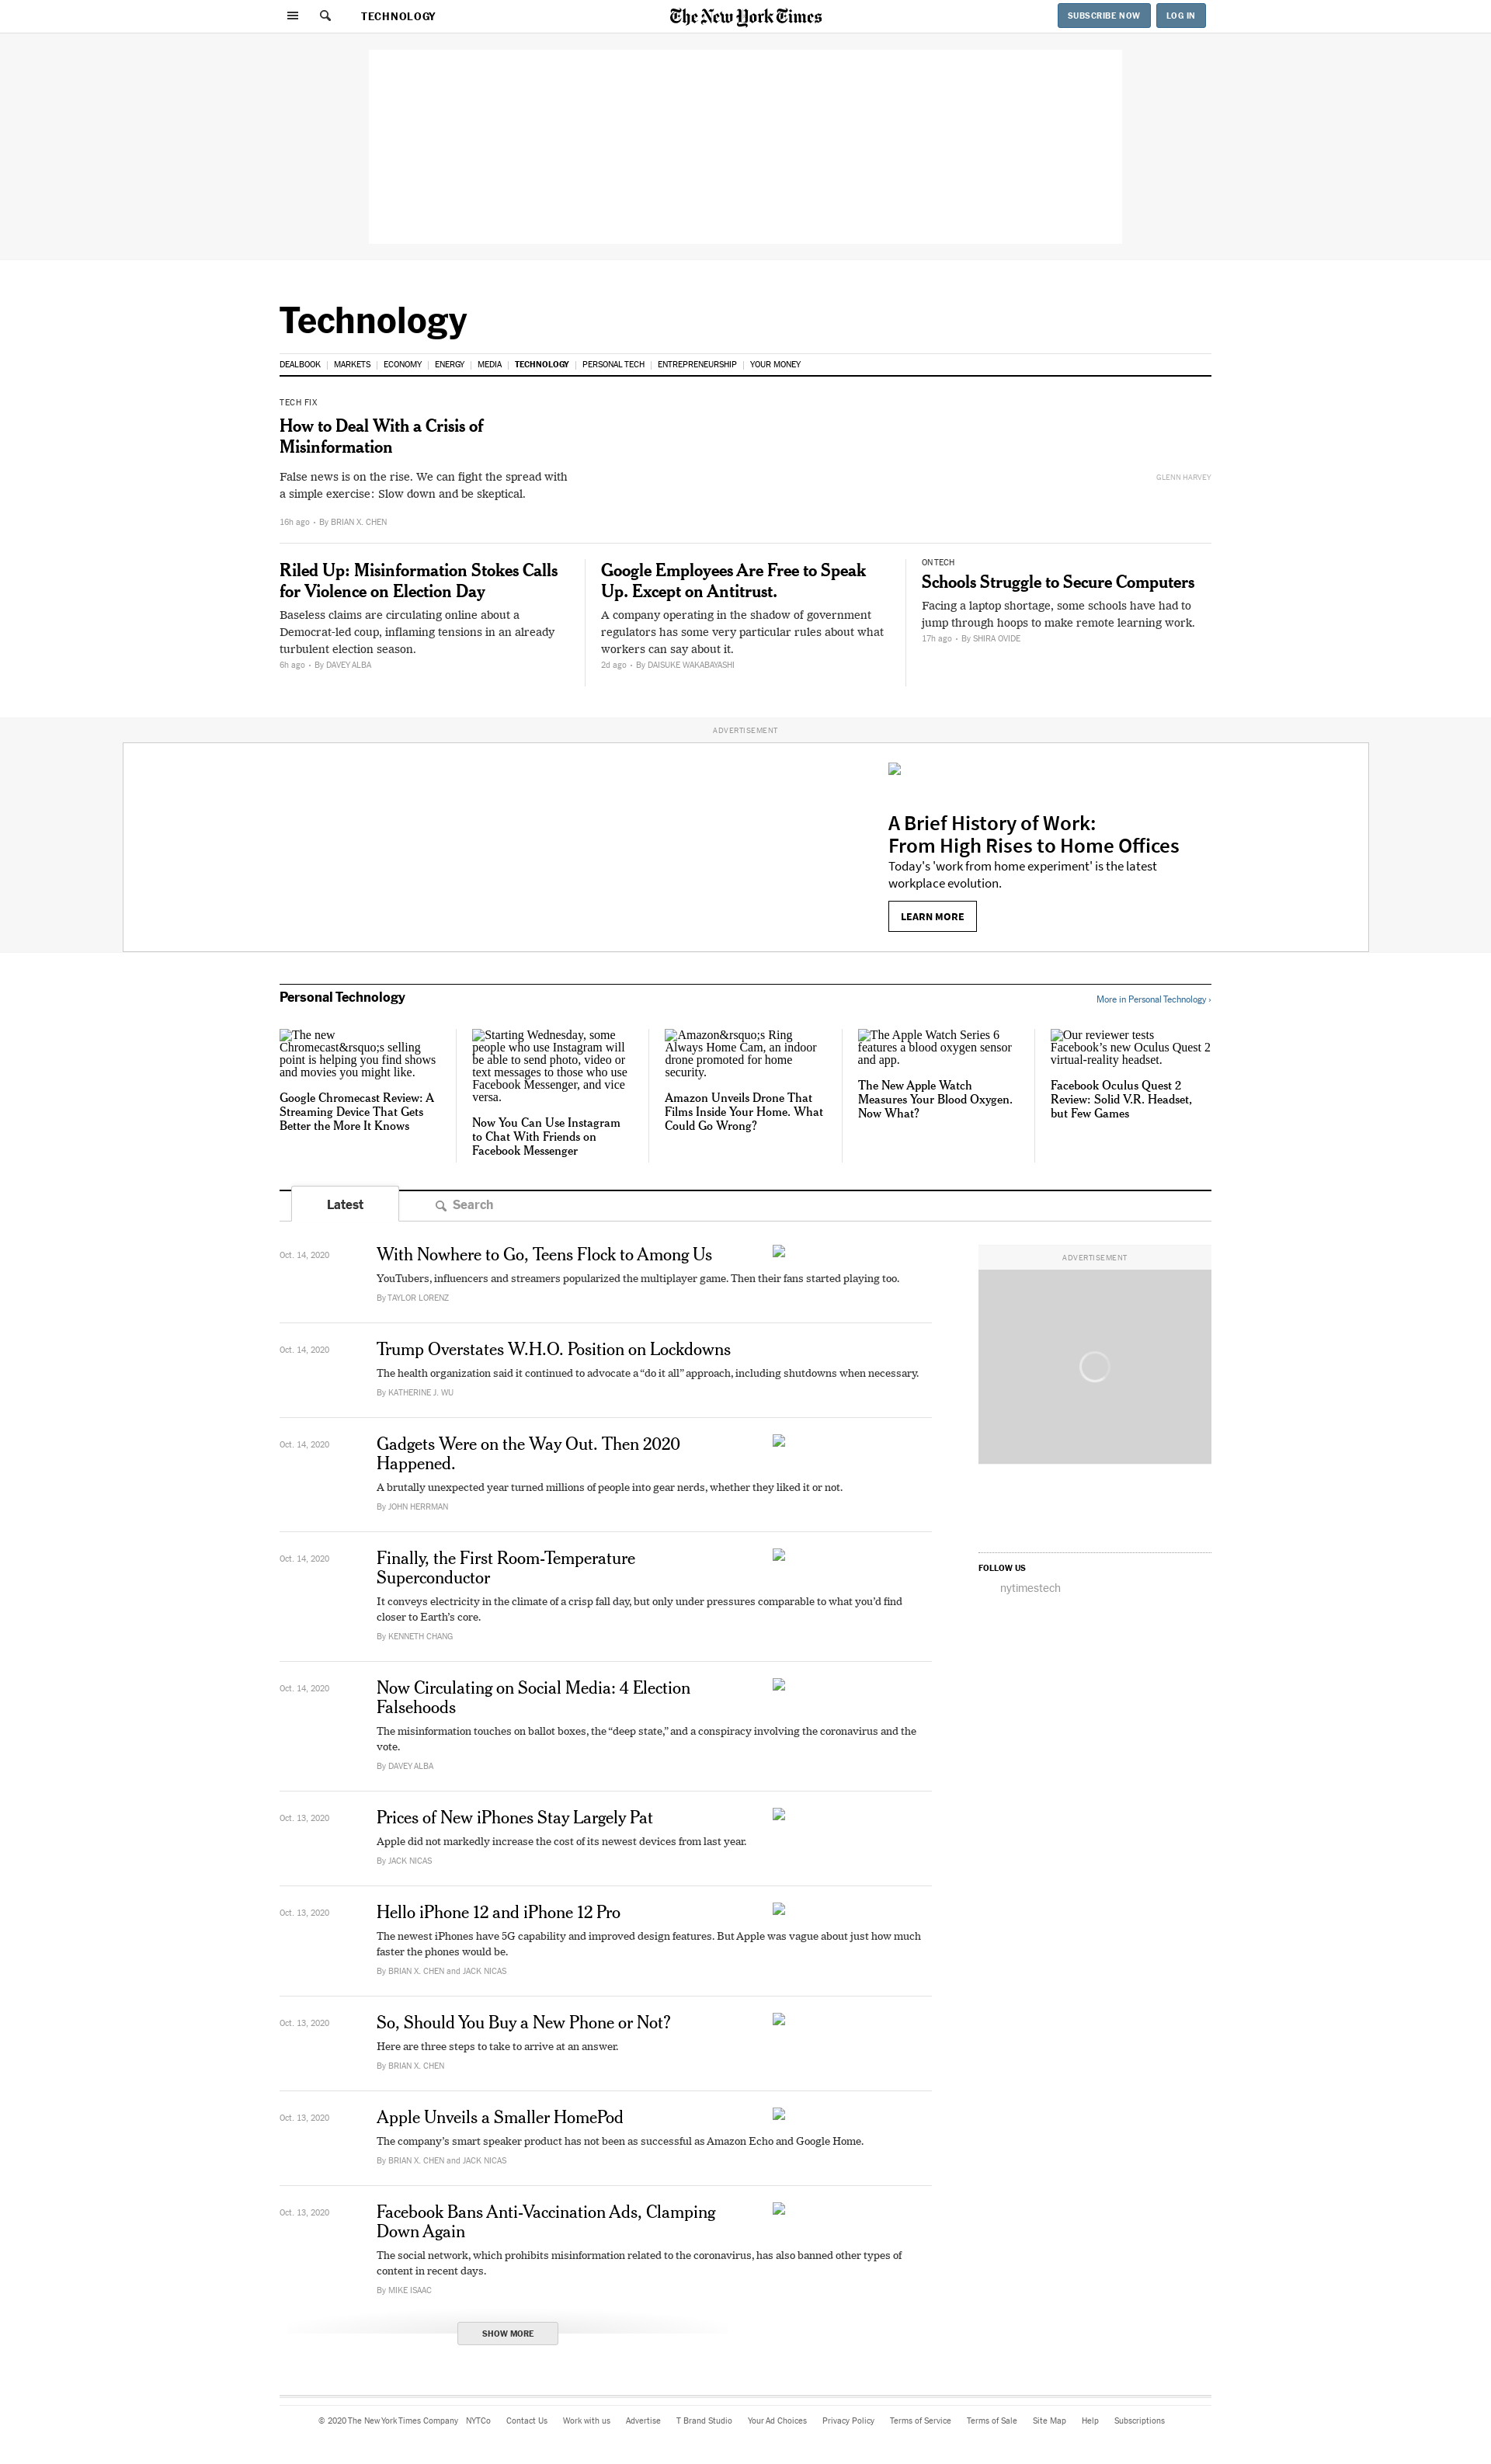 TECHNOLOGY
The New York Times
SUBSCRIBE NOW
LOG IN
Technology
DEALBOOK | MARKETS | ECONOMY | ENERGY | MEDIA | TECHNOLOGY | PERSONAL TECH | ENTREPRENEURSHIP | YOUR MONEY
TECH FIX
How to Deal With a Crisis of
Misinformation
False news is on the rise. We can fight the spread with
a simple exercise: Slow down and be skeptical.
16h ago • By BRIAN X. CHEN
GLENN HARVEY
Riled Up: Misinformation Stokes Calls
for Violence on Election Day
Baseless claims are circulating online about a
Democrat-led coup, inflaming tensions in an already
turbulent election season.
6h ago • By DAVEY ALBA
Google Employees Are Free to Speak
Up. Except on Antitrust.
A company operating in the shadow of government
regulators has some very particular rules about what
workers can say about it.
2d ago • By DAISUKE WAKABAYASHI
ON TECH
Schools Struggle to Secure Computers
Facing a laptop shortage, some schools have had to
jump through hoops to make remote learning work.
17h ago • By SHIRA OVIDE
ADVERTISEMENT
A Brief History of Work:
From High Rises to Home Offices
Today's 'work from home experiment' is the latest
workplace evolution.
LEARN MORE
Personal Technology
More in Personal Technology ›
The new
Chromecast&rsquo;s selling
point is helping you find shows
and movies you might like.
Google Chromecast Review: A
Streaming Device That Gets
Better the More It Knows
Starting Wednesday, some
people who use Instagram will
be able to send photo, video or
text messages to those who use
Facebook Messenger, and vice
versa.
Now You Can Use Instagram
to Chat With Friends on
Facebook Messenger
Amazon&rsquo;s Ring
Always Home Cam, an indoor
drone promoted for home
security.
Amazon Unveils Drone That
Films Inside Your Home. What
Could Go Wrong?
The Apple Watch Series 6
features a blood oxygen sensor
and app.
The New Apple Watch
Measures Your Blood Oxygen.
Now What?
Our reviewer tests
Facebook's new Oculus Quest 2
virtual-reality headset.
Facebook Oculus Quest 2
Review: Solid V.R. Headset,
but Few Games
Latest
Search
Oct. 14, 2020
With Nowhere to Go, Teens Flock to Among Us
YouTubers, influencers and streamers popularized the multiplayer game. Then their fans started playing too.
By TAYLOR LORENZ
Oct. 14, 2020
Trump Overstates W.H.O. Position on Lockdowns
The health organization said it continued to advocate a “do it all” approach, including shutdowns when necessary.
By KATHERINE J. WU
Oct. 14, 2020
Gadgets Were on the Way Out. Then 2020
Happened.
A brutally unexpected year turned millions of people into gear nerds, whether they liked it or not.
By JOHN HERRMAN
Oct. 14, 2020
Finally, the First Room-Temperature
Superconductor
It conveys electricity in the climate of a crisp fall day, but only under pressures comparable to what you’d find
closer to Earth’s core.
By KENNETH CHANG
Oct. 14, 2020
Now Circulating on Social Media: 4 Election
Falsehoods
The misinformation touches on ballot boxes, the “deep state,” and a conspiracy involving the coronavirus and the
vote.
By DAVEY ALBA
Oct. 13, 2020
Prices of New iPhones Stay Largely Pat
Apple did not markedly increase the cost of its newest devices from last year.
By JACK NICAS
Oct. 13, 2020
Hello iPhone 12 and iPhone 12 Pro
The newest iPhones have 5G capability and improved design features. But Apple was vague about just how much
faster the phones would be.
By BRIAN X. CHEN and JACK NICAS
Oct. 13, 2020
So, Should You Buy a New Phone or Not?
Here are three steps to take to arrive at an answer.
By BRIAN X. CHEN
Oct. 13, 2020
Apple Unveils a Smaller HomePod
The company’s smart speaker product has not been as successful as Amazon Echo and Google Home.
By BRIAN X. CHEN and JACK NICAS
Oct. 13, 2020
Facebook Bans Anti-Vaccination Ads, Clamping
Down Again
The social network, which prohibits misinformation related to the coronavirus, has also banned other types of
content in recent days.
By MIKE ISAAC
SHOW MORE
ADVERTISEMENT
FOLLOW US
nytimestech
© 2020 The New York Times Company NYTCo Contact Us Work with us Advertise T Brand Studio Your Ad Choices Privacy Policy Terms of Service Terms of Sale Site Map Help Subscriptions